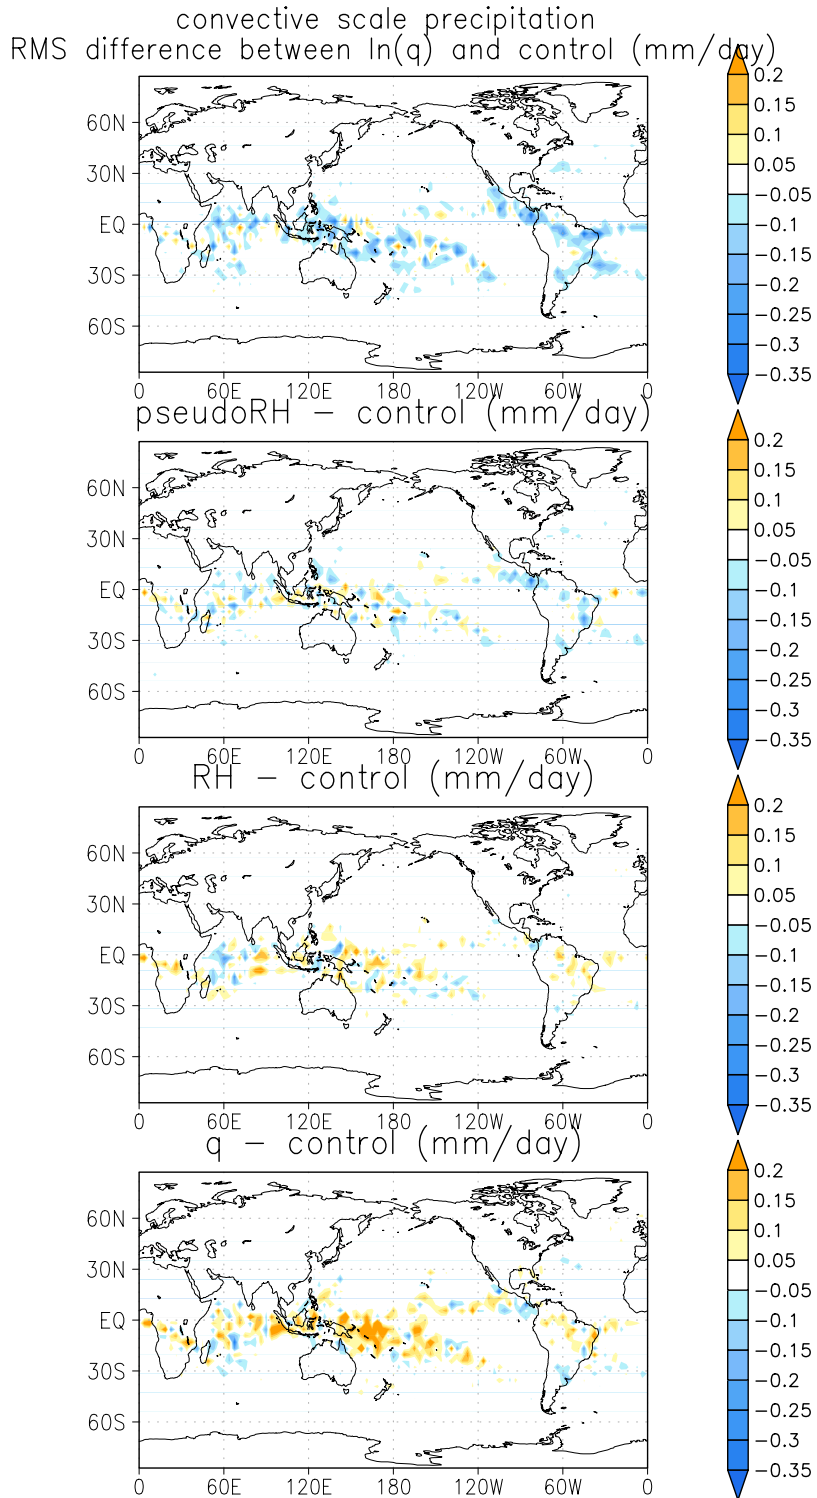 convective scale precipitation
RMS difference between ln(q) and control (mm/day)
0.2
0.15
0.1
0.05
−0.05
−0.1
−0.15
−0.2
−0.25
−0.3
−0.35
60N
30N
EQ
30S
60S
0 60E 120E 180 120W 60W 0
pseudoRH − control (mm/day)
0.2
0.15
0.1
0.05
−0.05
−0.1
−0.15
−0.2
−0.25
−0.3
−0.35
60N
30N
EQ
30S
60S
0 60E 120E 180 120W 60W 0
RH − control (mm/day)
0.2
0.15
0.1
0.05
−0.05
−0.1
−0.15
−0.2
−0.25
−0.3
−0.35
60N
30N
EQ
30S
60S
0 60E 120E 180 120W 60W 0
q − control (mm/day)
0.2
0.15
0.1
0.05
−0.05
−0.1
−0.15
−0.2
−0.25
−0.3
−0.35
60N
30N
EQ
30S
60S
0 60E 120E 180 120W 60W 0